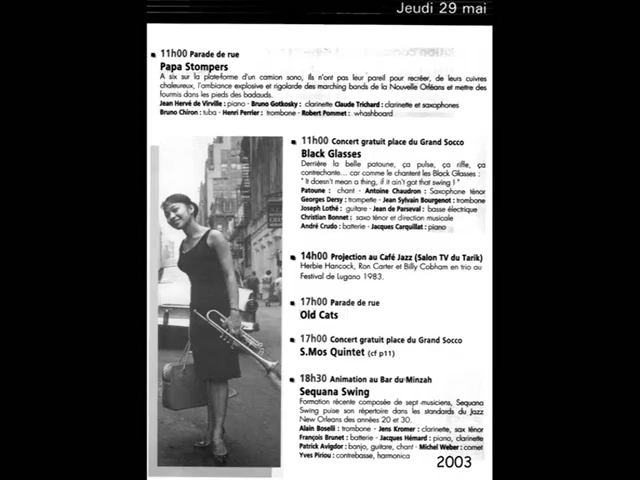 Jeudi 29 mai
11h00 Parade de rue
Papa Stompers
A six sur la plate-forme d'un camion sono, ils n'ont pas leur pareil pour recréer, de leurs cuivres
chaleureux, l'ambiance explosive et rigolarde des marching bands de la Nouvelle Orléans et mettre des
fourmis dans les pieds des badauds.
Jean Hervé de Virville : piano - Bruno Gotkosky : clarinette Claude Trichard : clarinette et saxophones
Bruno Chiron : tuba - Henri Perrier : trombone - Robert Pommet : whashboard
11h00 Concert gratuit place du Grand Socco
Black Glasses
Derrière la belle patoune, ça pulse, ça riffe, ça
contrechante... car comme le chantent les Black Glasses :
" It doesn't mean a thing, if it ain't got that swing ! "
Patoune : chant - Antoine Chaudron : Saxophone ténor
Georges Dersy : trompette - Jean Sylvain Bourgenot : trombone
Joseph Lothé : guitare - Jean de Parseval : basse électrique
Christian Bonnet : saxo ténor et direction musicale
André Crudo : batterie - Jacques Carquillat : piano
14h00 Projection au Café Jazz (Salon TV du Tarik)
Herbie Hancock, Ron Carter et Billy Cobham en trio au
Festival de Lugano 1983.
17h00 Parade de rue
Old Cats
17h00 Concert gratuit place du Grand Socco
S.Mos Quintet (cf p11)
18h30 Animation au Bar du Minzah
Sequana Swing
Formation récente composée de sept musiciens, Sequana
Swing puise son répertoire dans les standards du Jazz
New Orleans des années 20 et 30.
Alain Boselli : trombone - Jens Kromer : clarinette, sax ténor
François Brunet : batterie - Jacques Hémard : piano, clarinette
Patrick Avigdor : banjo, guitare, chant - Michel Weber : cornet
Yves Piriou : contrebasse, harmonica
2003